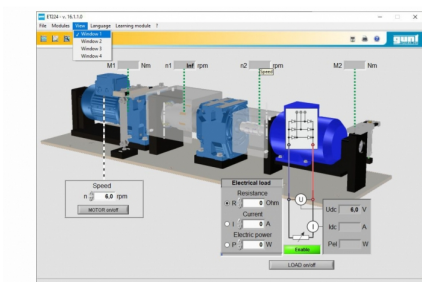 ET124 - v: 16.1.1.0
File Modules View Language Learning module ?
✓ Window 1
Window 2
Window 3
Window 4
gunt
M1 Nm n1 Inf rpm n2 rpm M2 Nm
Speed
Speed
n 6,0 rpm
MOTOR on/off
Electrical load
Resistance
R 0 Ohm
Current
I 0 A
Electric power
P 0 W
U
I
Udc 6,0 V
Idc A
Pel W
Enable
LOAD on/off